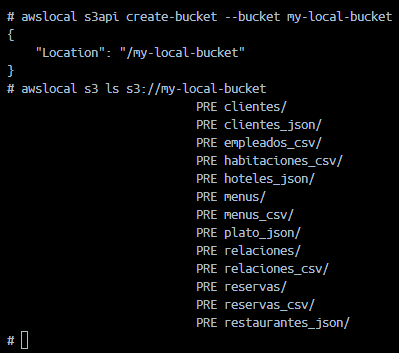 # awslocal s3api create-bucket --bucket my-local-bucket
{
    "Location": "/my-local-bucket"
}
# awslocal s3 ls s3://my-local-bucket
                           PRE clientes/
                           PRE clientes_json/
                           PRE empleados_csv/
                           PRE habitaciones_csv/
                           PRE hoteles_json/
                           PRE menus/
                           PRE menus_csv/
                           PRE plato_json/
                           PRE relaciones/
                           PRE relaciones_csv/
                           PRE reservas/
                           PRE reservas_csv/
                           PRE restaurantes_json/
#